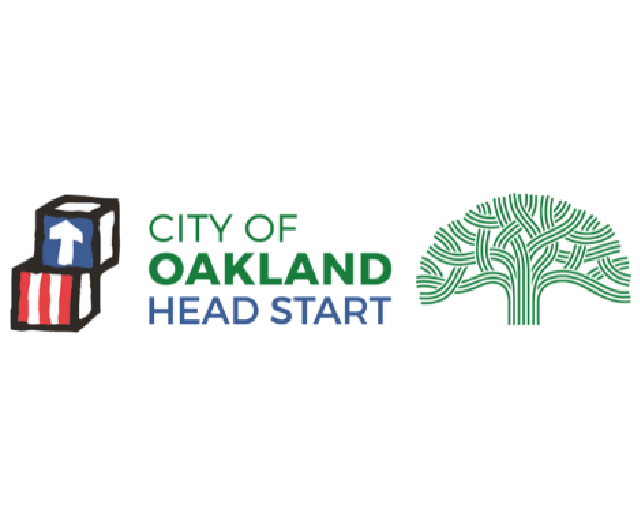 CITY OF
OAKLAND
HEAD START